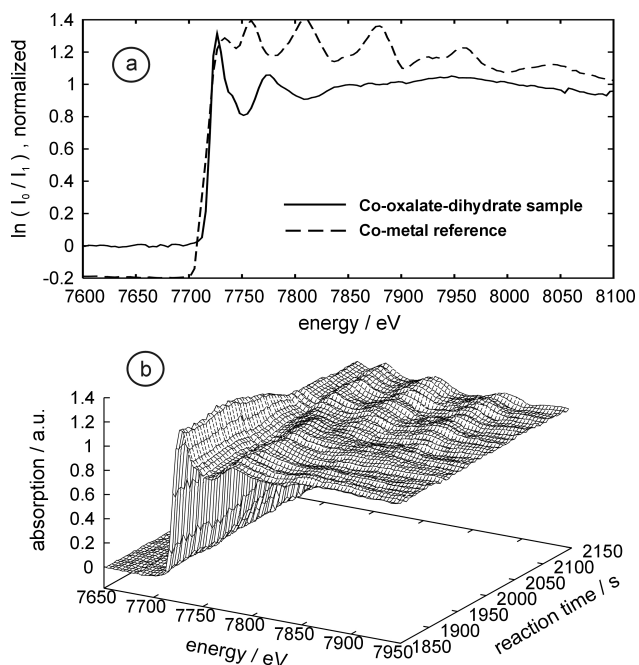 1.4
1.2
1.0
0.8
0.6
0.4
0.2
0
-0.2
ln ( I0 / I1 ) , normalized
a
Co-oxalate-dihydrate sample
Co-metal reference
7600 7650 7700 7750 7800 7850 7900 7950 8000 8050 8100
energy / eV
b
1.4
1.2
1.0
0.8
0.6
0.4
0.2
0
absorption / a.u.
7650 7700 7750 7800 7850 7900 7950
energy / eV
1850 1900 1950 2000 2050 2100 2150
reaction time / s